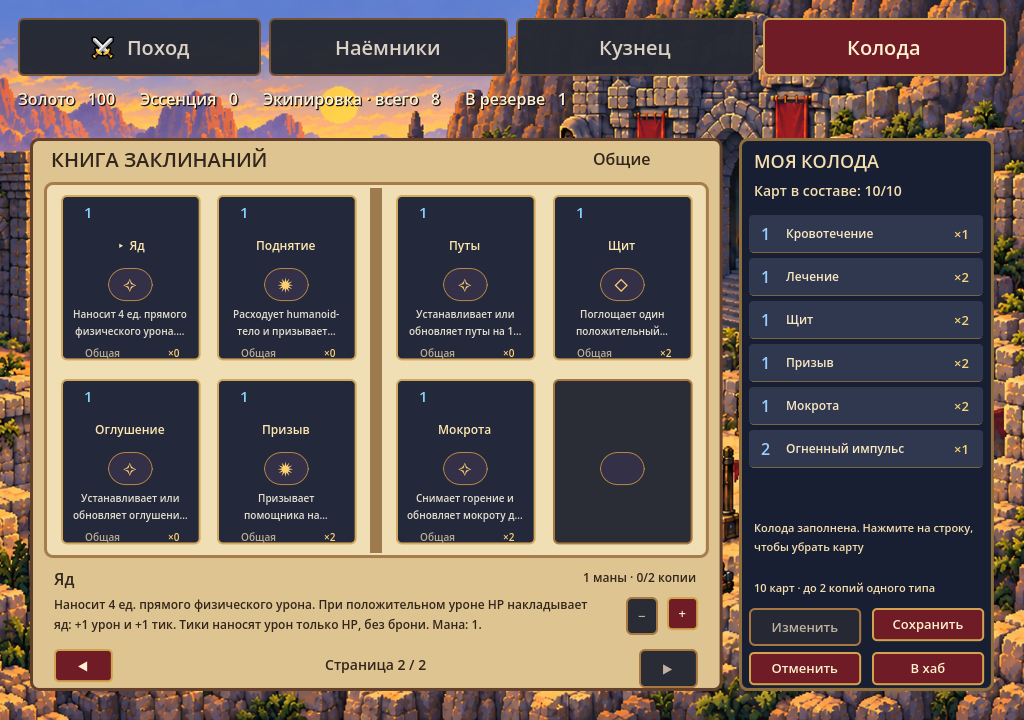 Поход
Наёмники
Кузнец
Колода
Золото 100 Эссенция 0 Экипировка · всего 8 В резерве 1
КНИГА ЗАКЛИНАНИЙ
Общие
1
‣ Яд
Наносит 4 ед. прямого
физического урона....
Общая ×0
1
Поднятие
Расходует humanoid-
тело и призывает...
Общая ×0
1
Путы
Устанавливает или
обновляет путы на 1...
Общая ×0
1
Щит
Поглощает один
положительный...
Общая ×2
1
Оглушение
Устанавливает или
обновляет оглушени...
Общая ×0
1
Призыв
Призывает
помощника на...
Общая ×2
1
Мокрота
Снимает горение и
обновляет мокроту д...
Общая ×2
Яд
1 маны · 0/2 копии
Наносит 4 ед. прямого физического урона. При положительном уроне HP накладывает
яд: +1 урон и +1 тик. Тики наносят урон только HP, без брони. Мана: 1.
− +
◀ Страница 2 / 2 ▶
МОЯ КОЛОДА
Карт в составе: 10/10
1 Кровотечение ×1
1 Лечение ×2
1 Щит ×2
1 Призыв ×2
1 Мокрота ×2
2 Огненный импульс ×1
Колода заполнена. Нажмите на строку,
чтобы убрать карту
10 карт · до 2 копий одного типа
Изменить
Сохранить
Отменить
В хаб